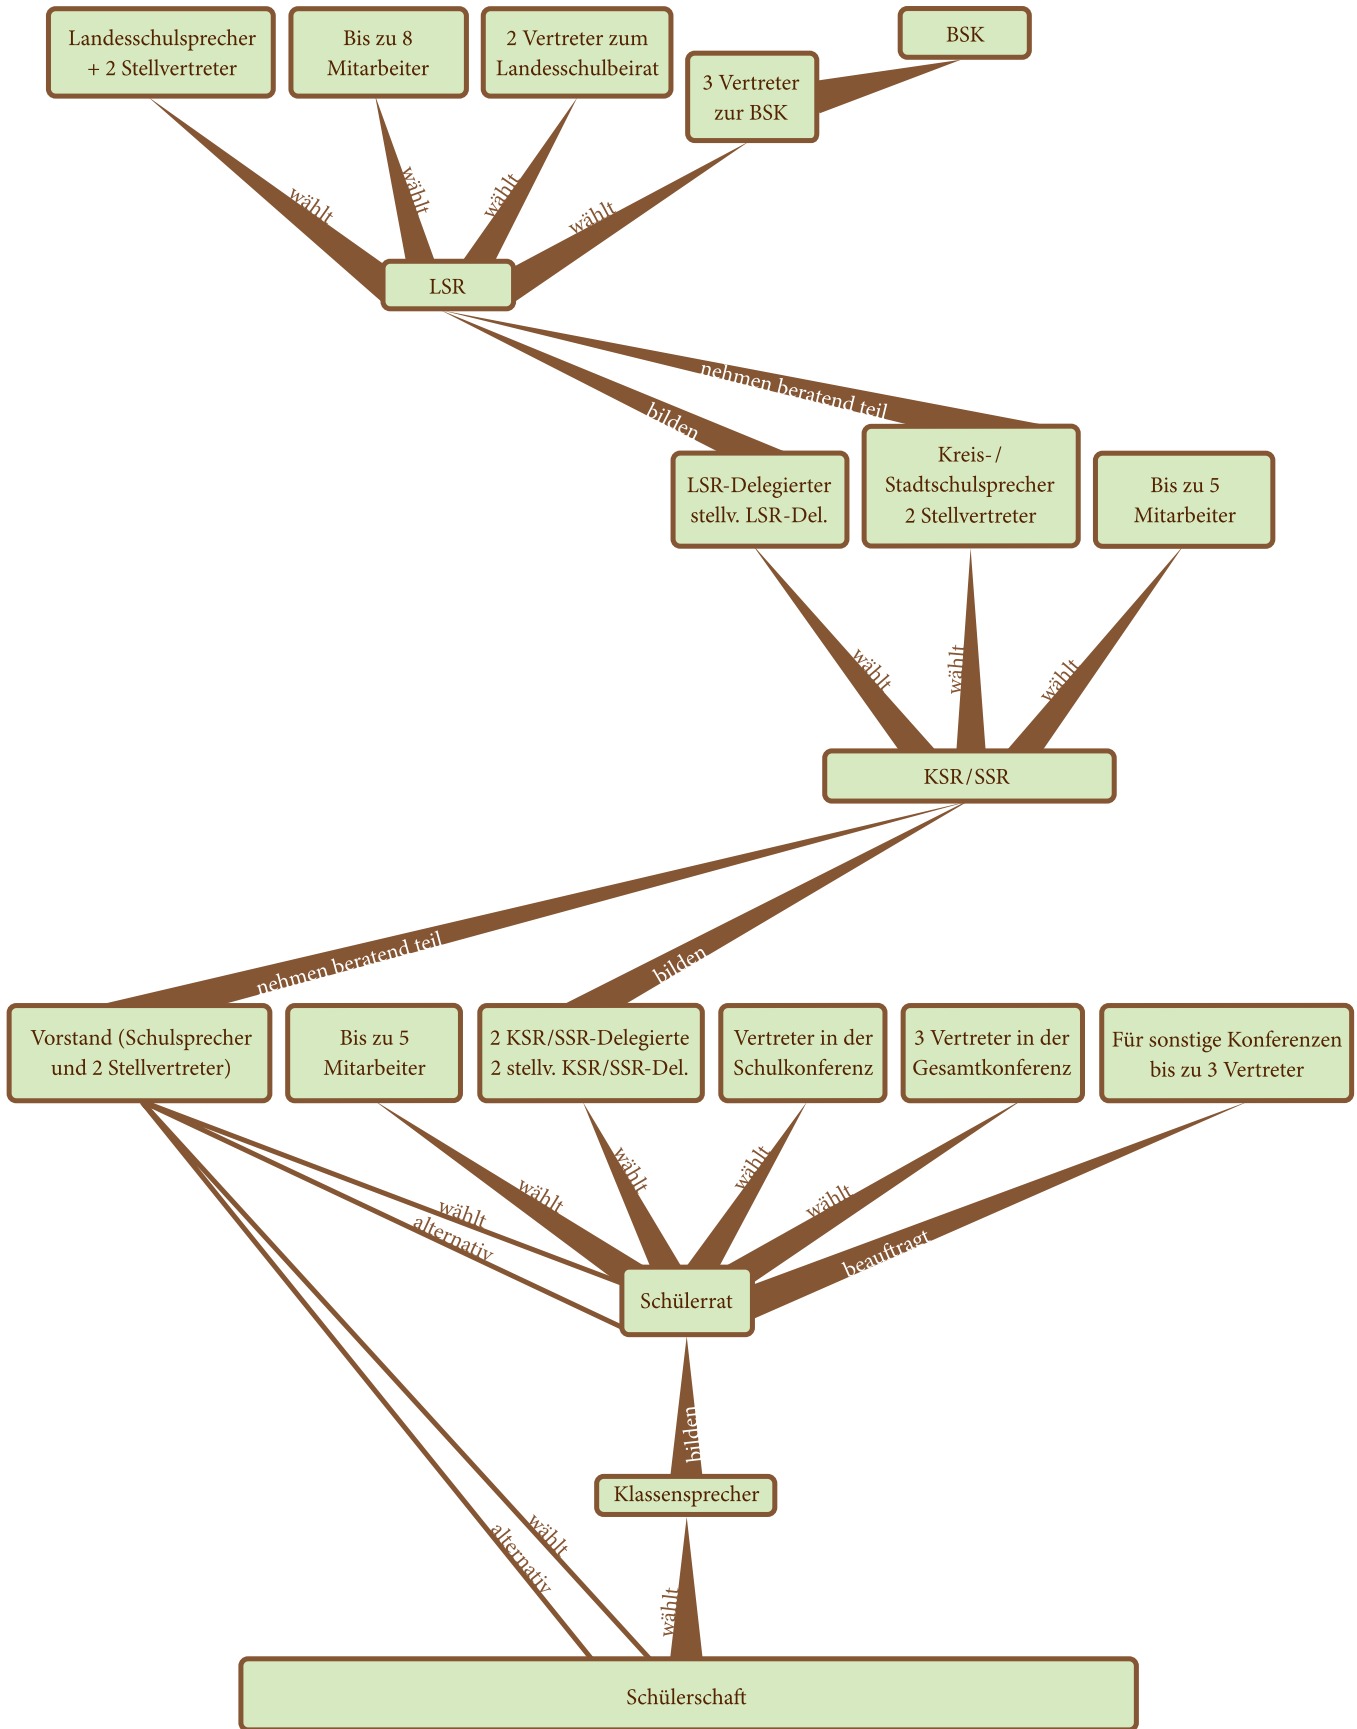 Landesschulsprecher
+ 2 Stellvertreter
Bis zu 8
Mitarbeiter
2 Vertreter zum
Landesschulbeirat
3 Vertreter
zur BSK
BSK
wählt
wählt
wählt
wählt
LSR
nehmen beratend teil
bilden
LSR-Delegierter
stellv. LSR-Del.
Kreis-/
Stadtschulsprecher
2 Stellvertreter
Bis zu 5
Mitarbeiter
wählt
wählt
wählt
KSR/SSR
nehmen beratend teil
bilden
Vorstand (Schulsprecher
und 2 Stellvertreter)
Bis zu 5
Mitarbeiter
2 KSR/SSR-Delegierte
2 stellv. KSR/SSR-Del.
Vertreter in der
Schulkonferenz
3 Vertreter in der
Gesamtkonferenz
Für sonstige Konferenzen
bis zu 3 Vertreter
wählt
alternativ
wählt
wählt
wählt
wählt
beauftragt
Schülerrat
bilden
Klassensprecher
wählt
alternativ
wählt
Schülerschaft